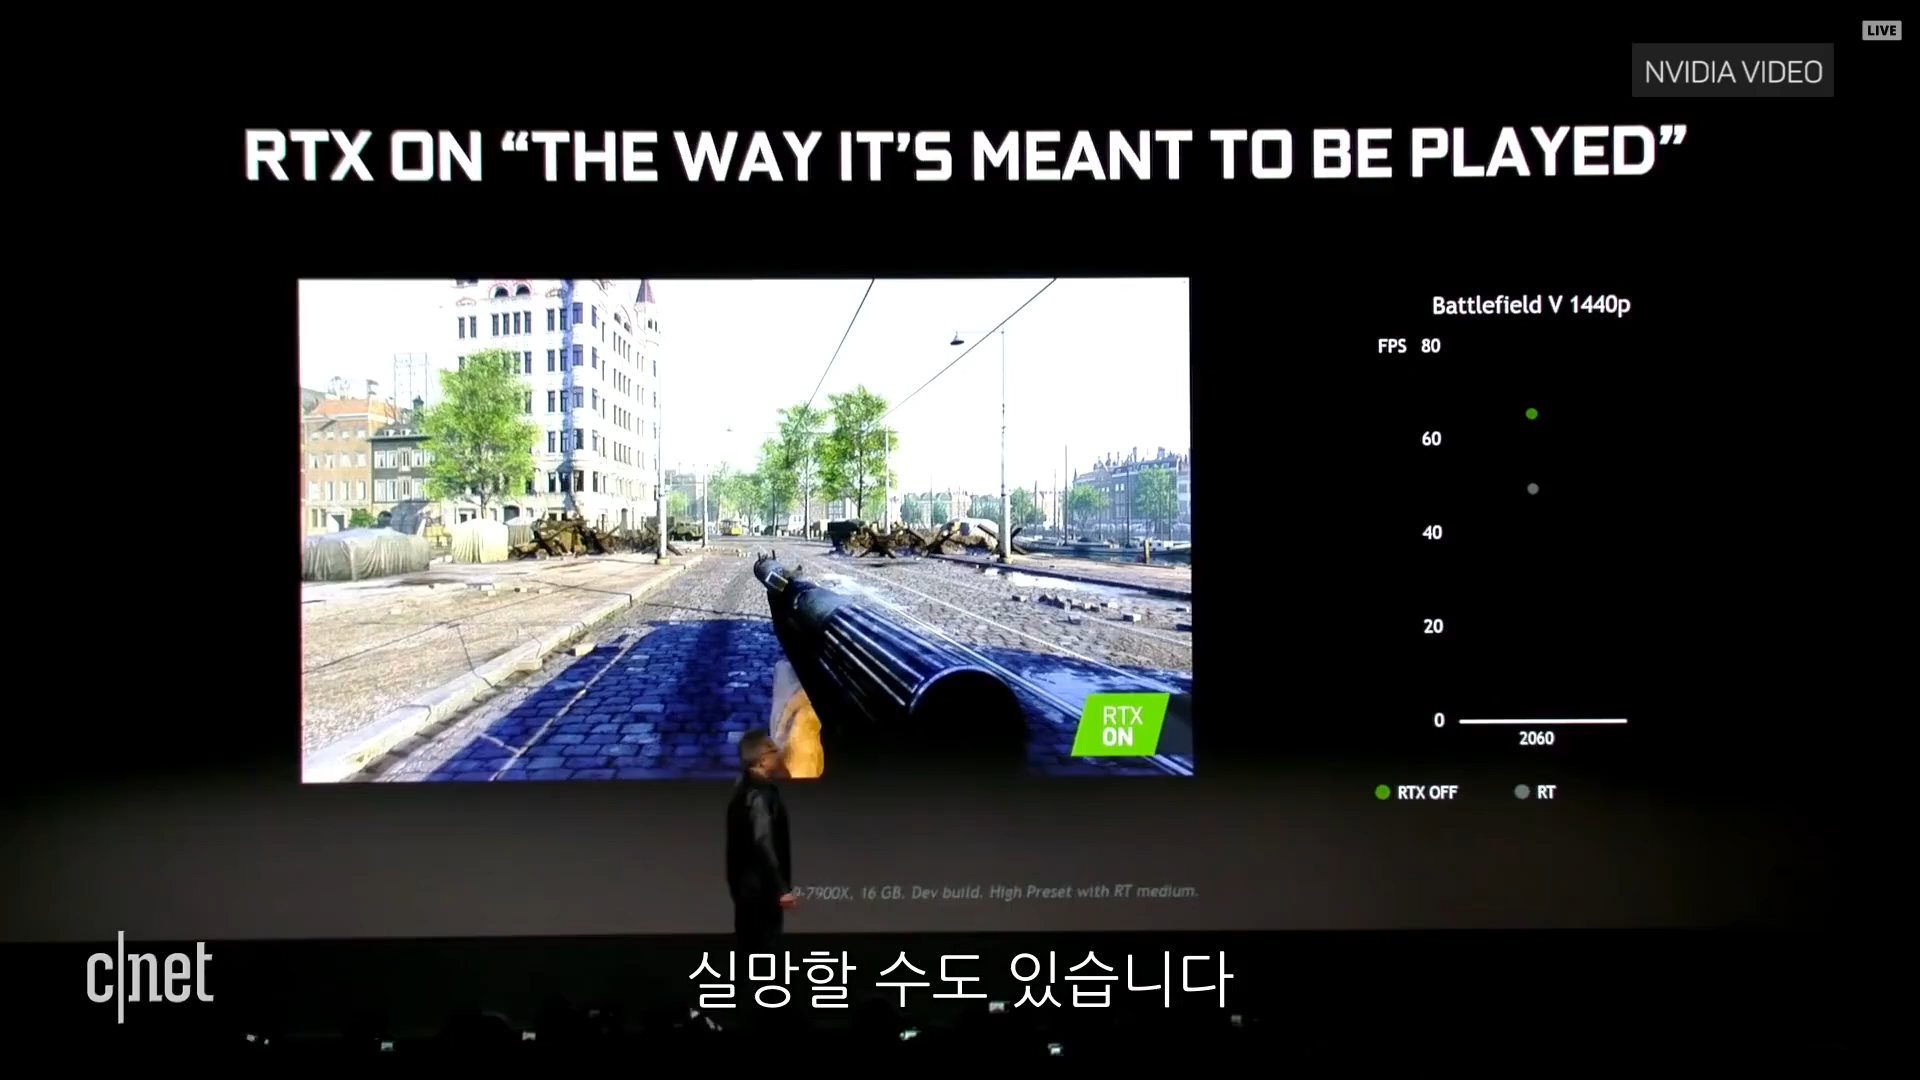 LIVE
NVIDIA VIDEO
RTX ON “THE WAY IT’S MEANT TO BE PLAYED”
Battlefield V 1440p
FPS 80
60
40
20
0
2060
RTX OFF RT
RTX
ON
-7900X, 16 GB. Dev build. High Preset with RT medium.
c|net
실망할 수도 있습니다